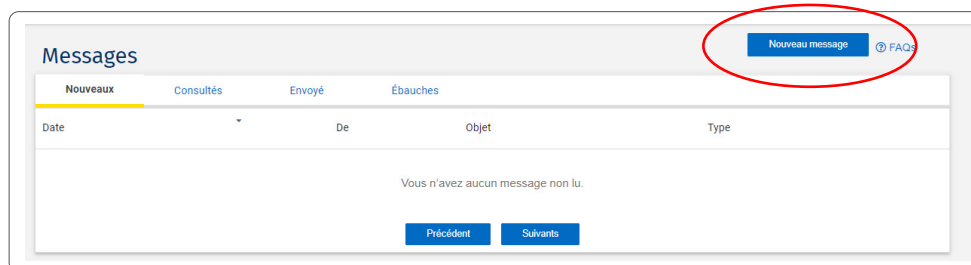 Nouveau message
FAQs
Messages
Nouveaux Consultés Envoyé Ébauches
Date De Objet Type
Vous n'avez aucun message non lu.
Précédent Suivants